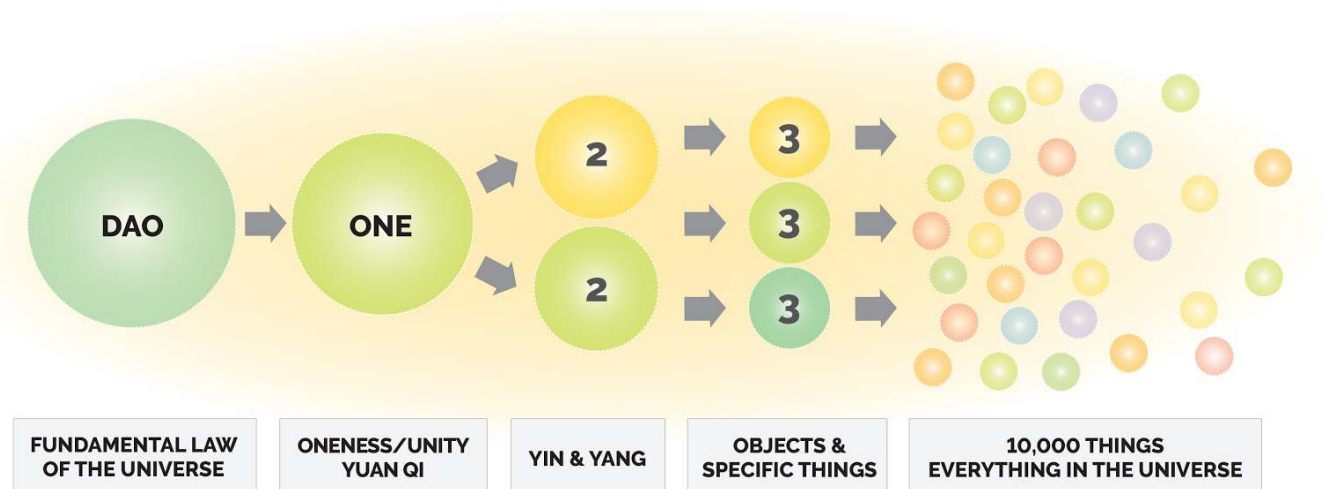 DAO
ONE
2
2
3
3
3
FUNDAMENTAL LAW
OF THE UNIVERSE
ONENESS/UNITY
YUAN QI
YIN & YANG
OBJECTS &
SPECIFIC THINGS
10,000 THINGS
EVERYTHING IN THE UNIVERSE